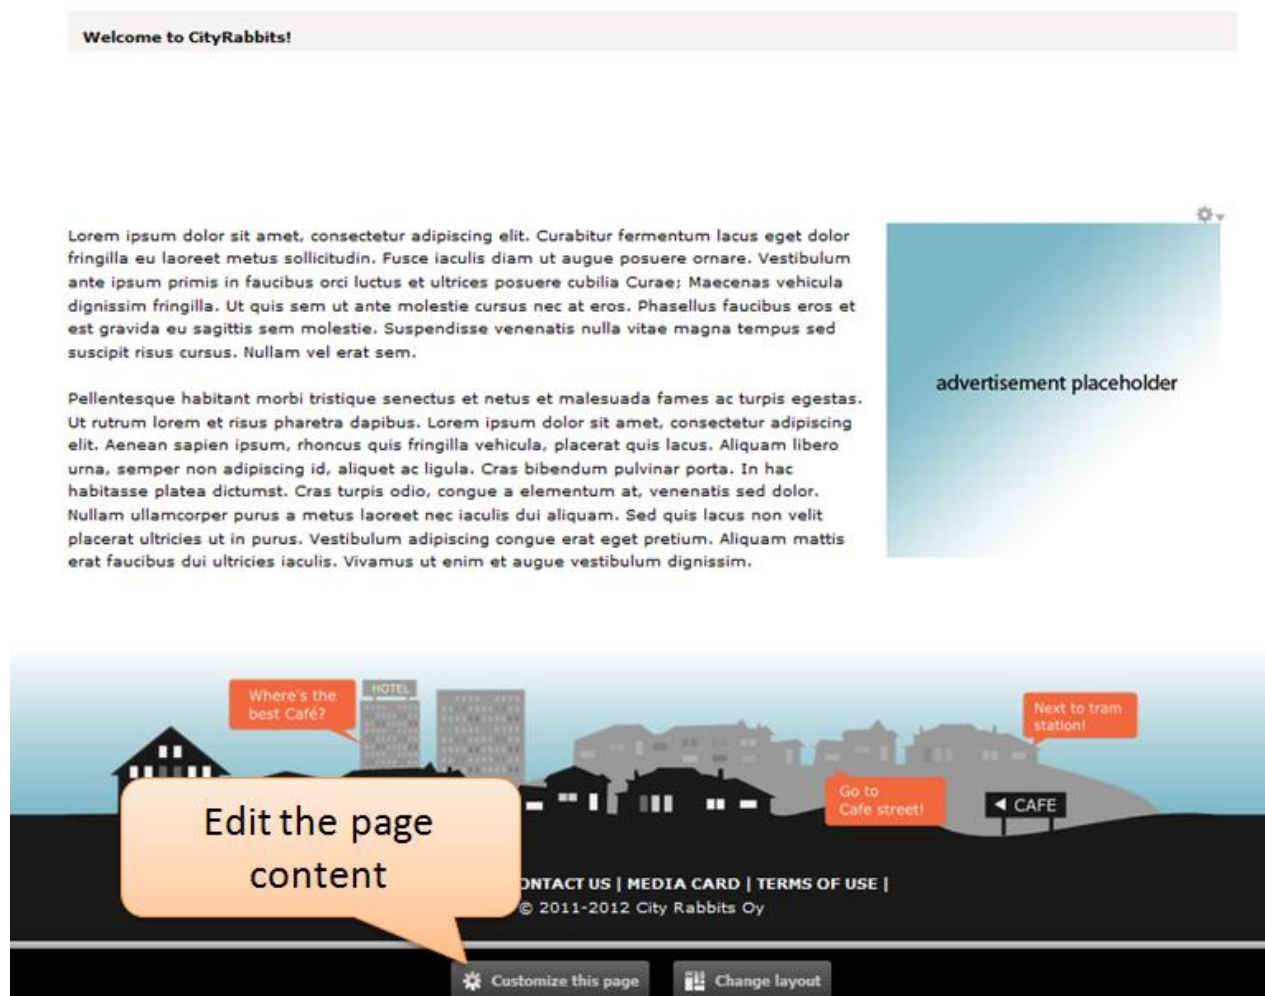 Welcome to CityRabbits!
Lorem ipsum dolor sit amet, consectetur adipiscing elit. Curabitur fermentum lacus eget dolor
fringilla eu laoreet metus sollicitudin. Fusce iaculis diam ut augue posuere ornare. Vestibulum
ante ipsum primis in faucibus orci luctus et ultrices posuere cubilia Curae; Maecenas vehicula
dignissim fringilla. Ut quis sem ut ante molestie cursus nec at eros. Phasellus faucibus eros et
est gravida eu sagittis sem molestie. Suspendisse venenatis nulla vitae magna tempus sed
suscipit risus cursus. Nullam vel erat sem.
Pellentesque habitant morbi tristique senectus et netus et malesuada fames ac turpis egestas.
Ut rutrum lorem et risus pharetra dapibus. Lorem ipsum dolor sit amet, consectetur adipiscing
elit. Aenean sapien ipsum, rhoncus quis fringilla vehicula, placerat quis lacus. Aliquam libero
urna, semper non adipiscing id, aliquet ac ligula. Cras bibendum pulvinar porta. In hac
habitasse platea dictumst. Cras turpis odio, congue a elementum at, venenatis sed dolor.
Nullam ullamcorper purus a metus laoreet nec iaculis dui aliquam. Sed quis lacus non velit
placerat ultricies ut in purus. Vestibulum adipiscing congue erat eget pretium. Aliquam mattis
erat faucibus dui ultricies iaculis. Vivamus ut enim et augue vestibulum dignissim.
advertisement placeholder
Where's the
best Café?
HOTEL
Next to tram
station!
Go to
Cafe street!
CAFE
Edit the page
content
ONTACT US | MEDIA CARD | TERMS OF USE |
© 2011-2012 City Rabbits Oy
Customize this page
Change layout